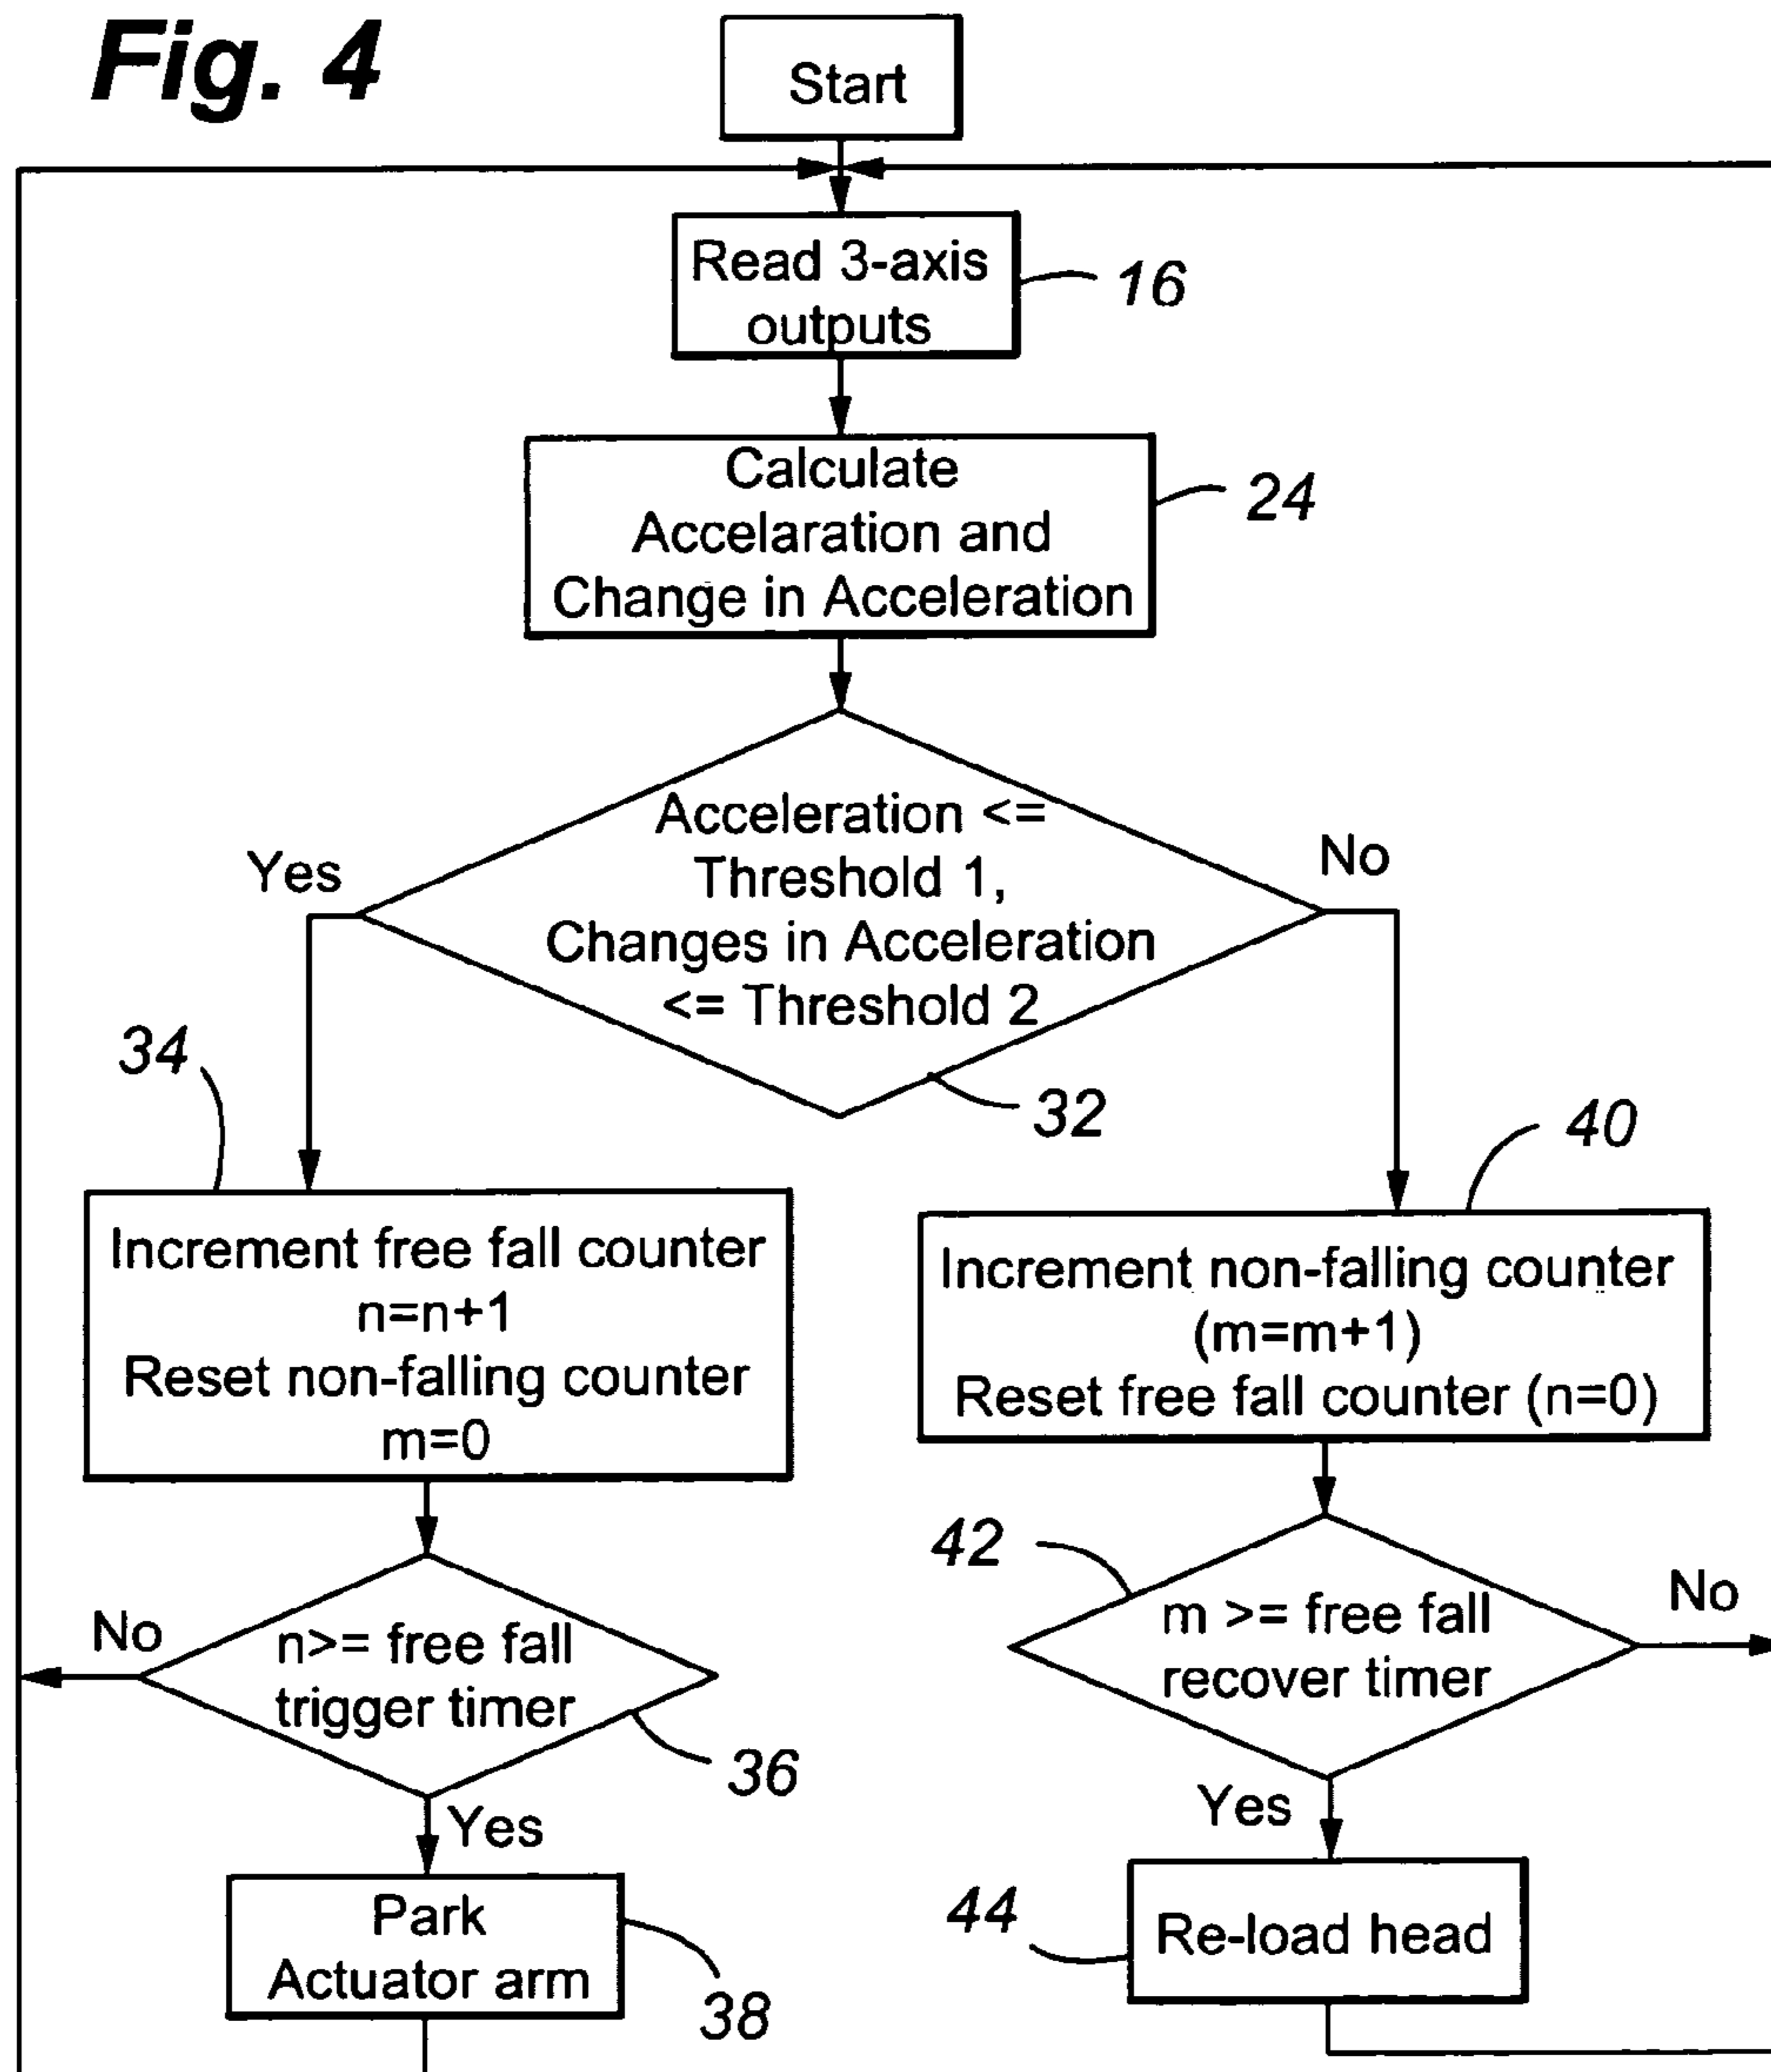 Fig. 4
Start
Read 3-axis
outputs
16
Calculate
Accelaration and
Change in Acceleration
24
Acceleration <=
Threshold 1,
Changes in Acceleration
<= Threshold 2
Yes
No
32
34
Increment free fall counter
n=n+1
Reset non-falling counter
m=0
40
Increment non-falling counter
(m=m+1)
Reset free fall counter (n=0)
No
n>= free fall
trigger timer
36
Yes
42
m >= free fall
recover timer
No
Yes
Park
Actuator arm
38
44
Re-load head